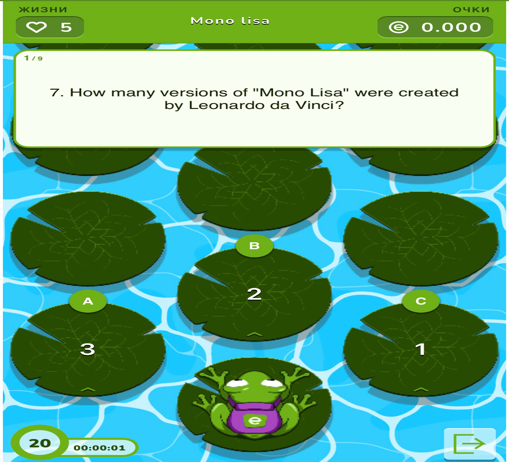 ЖИЗНИ
5
Mono lisa
ОЧКИ
0.000
1/9
7. How many versions of "Mono Lisa" were created
by Leonardo da Vinci?
B
2
A
3
C
1
e
20
00:00:01